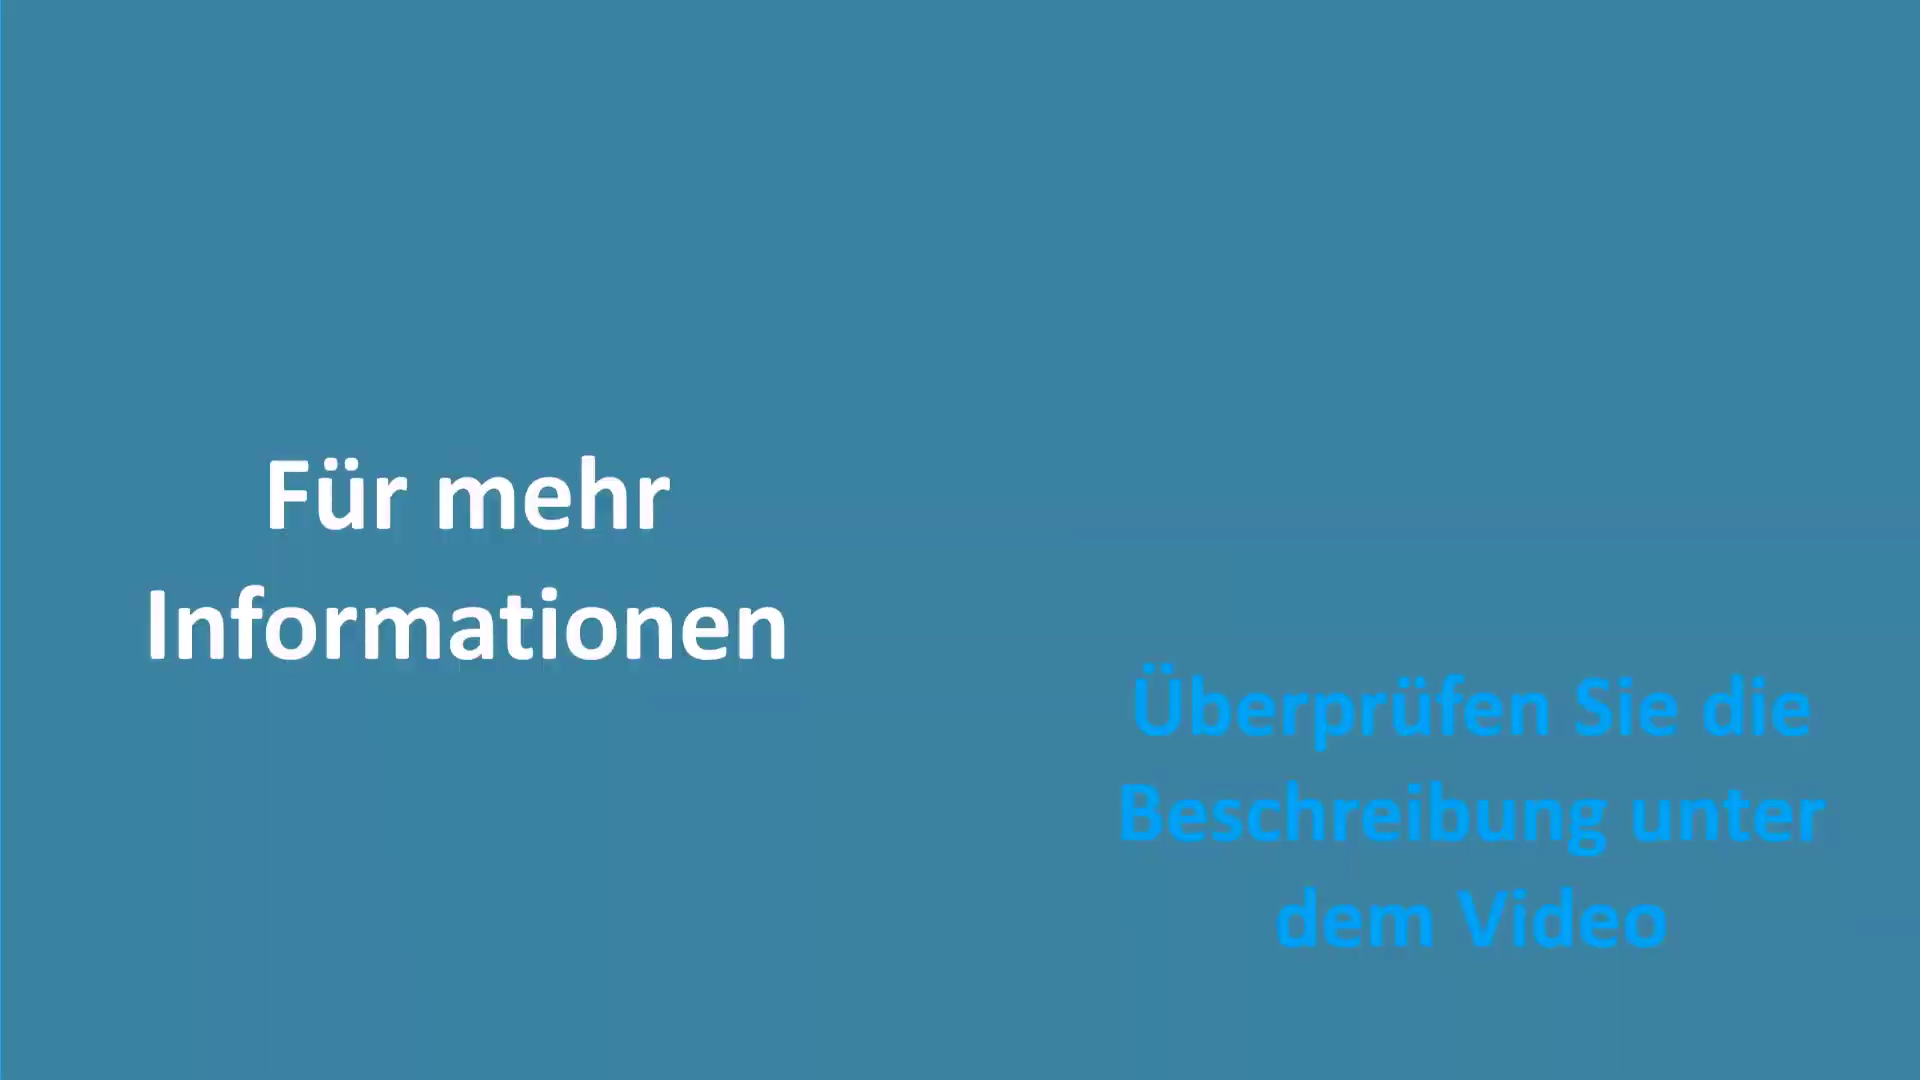 Für mehr
Informationen
Überprüfen Sie die
Beschreibung unter
dem Video